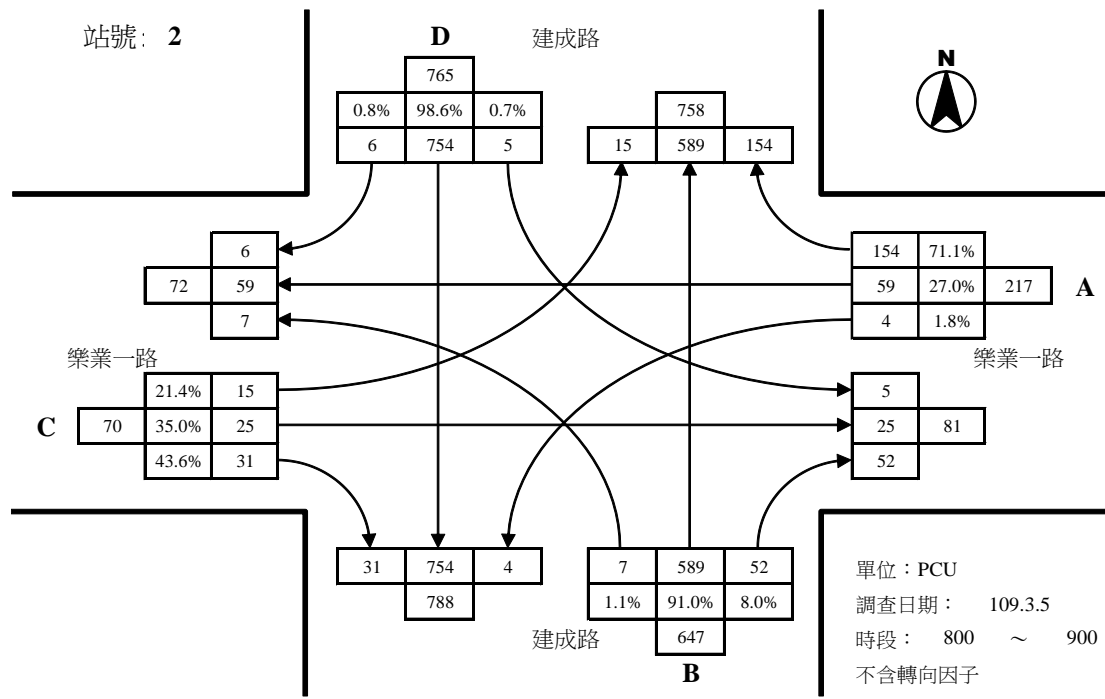 站號: 2
D 建成路
N
765
0.8% 98.6% 0.7%
6 754 5
758
15 589 154
6
72 59
7
154 71.1%
59 27.0% 217
4 1.8%
A
樂業一路
樂業一路
21.4% 15
70 35.0% 25
43.6% 31
C
5
25 81
52
31 754 4
788
7 589 52
1.1% 91.0% 8.0%
647
建成路
B
單位：PCU
調查日期： 109.3.5
時段： 800 ～ 900
不含轉向因子